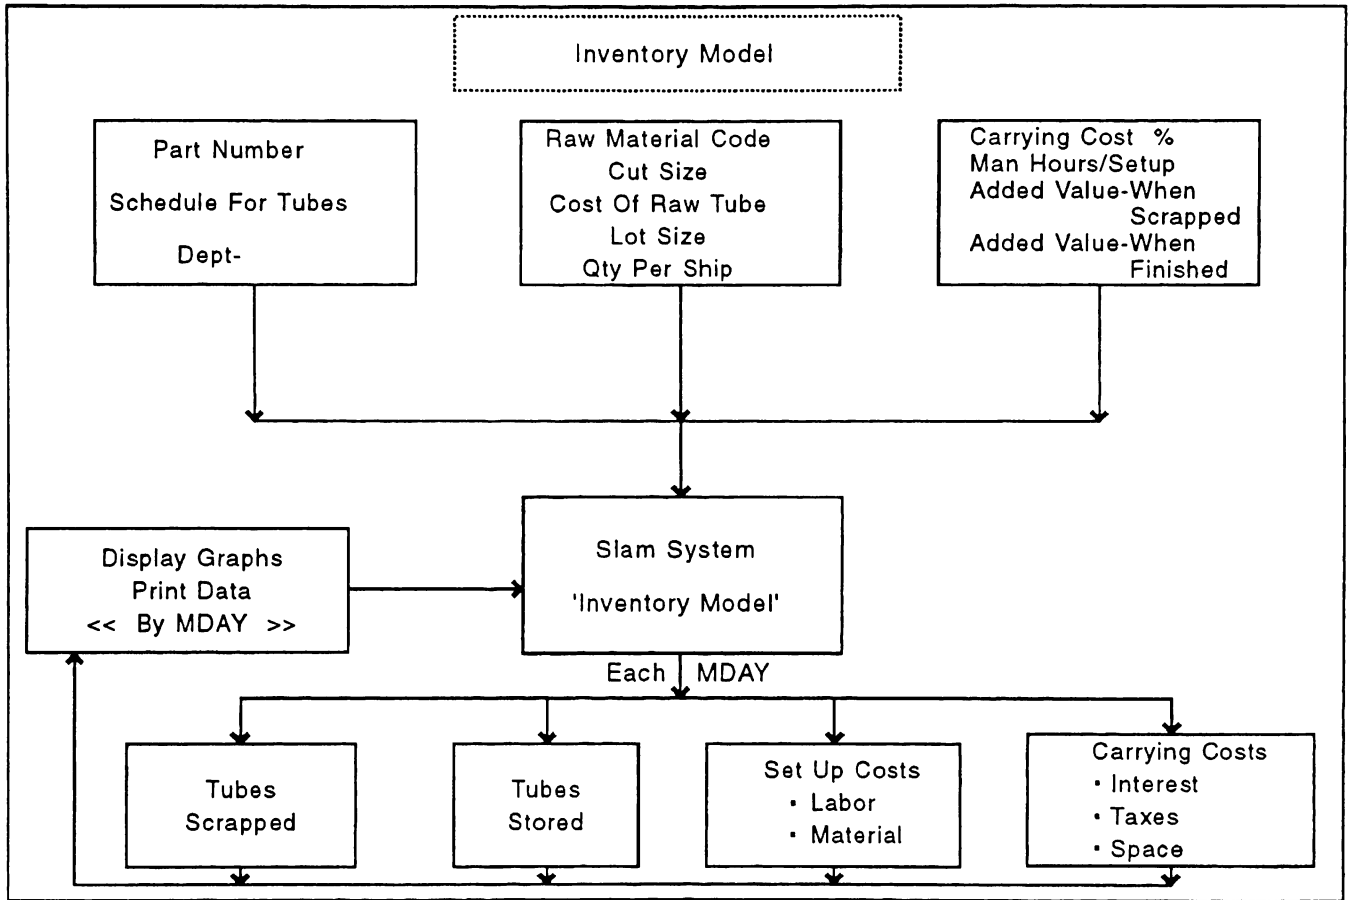 Inventory Model
Part Number
Schedule For Tubes
Dept-
Raw Material Code
Cut Size
Cost Of Raw Tube
Lot Size
Qty Per Ship
Carrying Cost %
Man Hours/Setup
Added Value-When
Scrapped
Added Value-When
Finished
Display Graphs
Print Data
<< By MDAY >>
Slam System
'Inventory Model'
Each MDAY
Tubes
Scrapped
Tubes
Stored
Set Up Costs
· Labor
· Material
Carrying Costs
· Interest
· Taxes
· Space